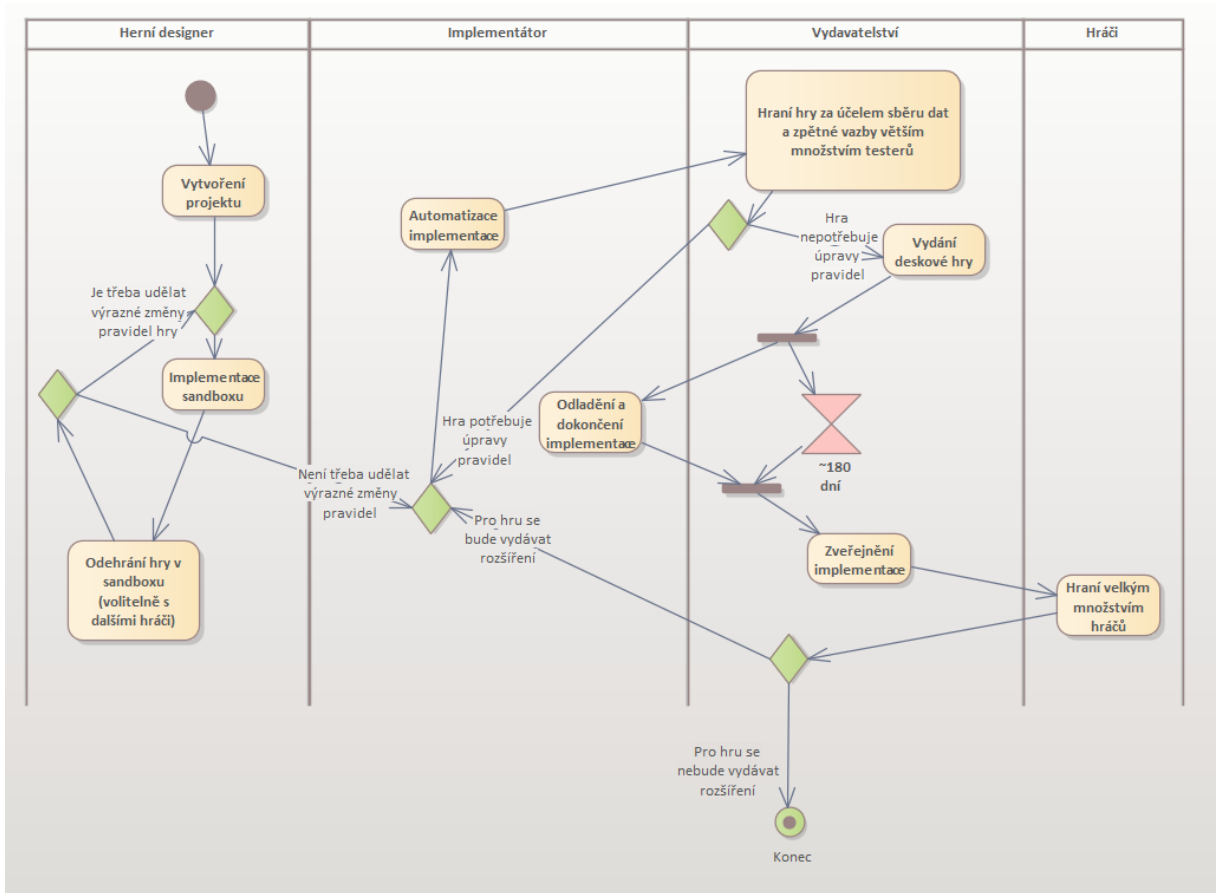 Herní designer
Implementátor
Vydavatelství
Hráči
Hraní hry za účelem sběru dat
a zpětné vazby větším
množstvím testerů
Vytvoření
projektu
Automatizace
implementace
Hra
nepotřebuje
úpravy
pravidel
Vydání
deskové hry
Je třeba udělat
výrazné změny
pravidel hry
Implementace
sandboxu
Odladění a
dokončení
implementace
Hra potřebuje
úpravy
pravidel
~180
dní
Není třeba udělat
výrazné změny
pravidel
Pro hru se
bude vydávat
rozšíření
Odehrání hry v
sandboxu
(volitelně s
dalšími hráči)
Zveřejnění
implementace
Hraní velkým
množstvím
hráčů
Pro hru se
nebude vydávat
rozšíření
Konec